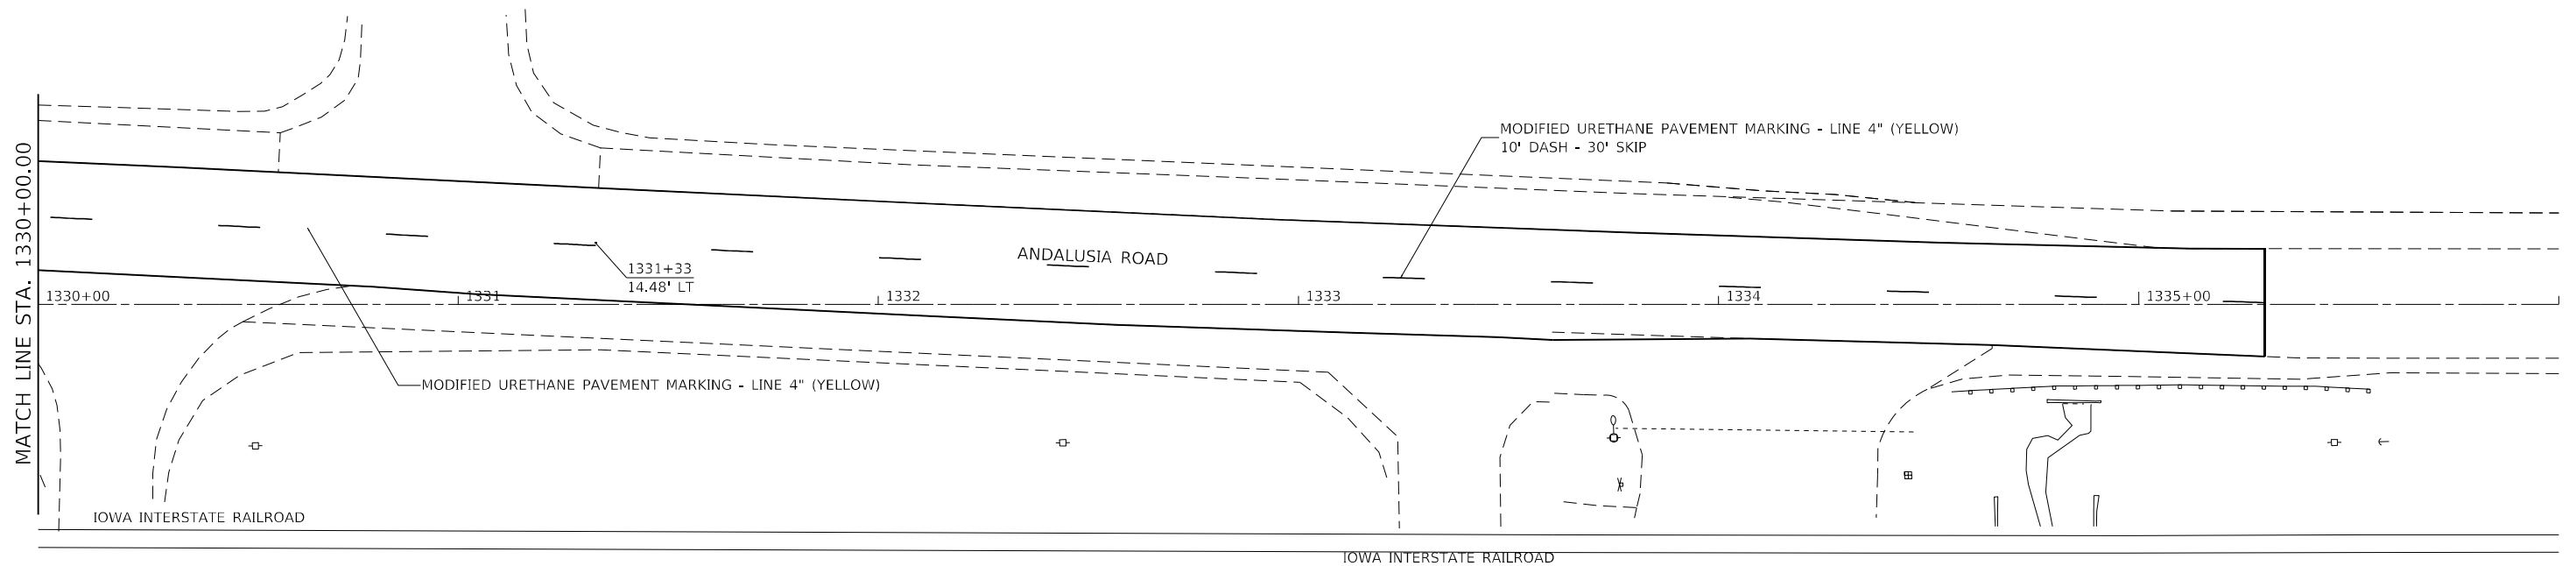 MODIFIED URETHANE PAVEMENT MARKING - LINE 4" (YELLOW)
10' DASH - 30' SKIP
MATCH LINE STA. 1330+00.00
ANDALUSIA ROAD
1331+33
14.48' LT
1330+00
1331
1332
1333
1334
1335+00
MODIFIED URETHANE PAVEMENT MARKING - LINE 4" (YELLOW)
IOWA INTERSTATE RAILROAD
IOWA INTERSTATE RAILROAD